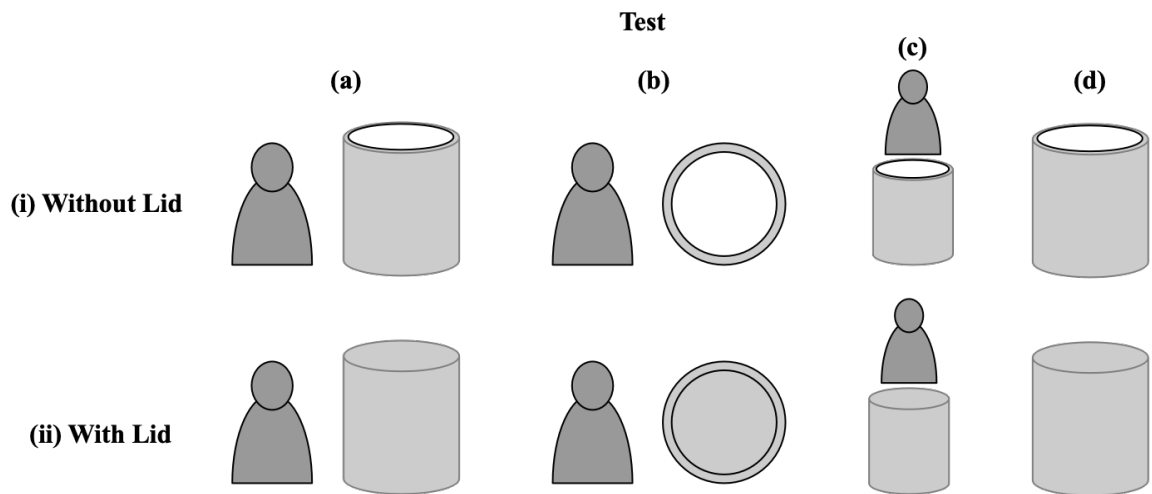 Test
(a)
(b)
(c)
(d)
(i) Without Lid
(ii) With Lid